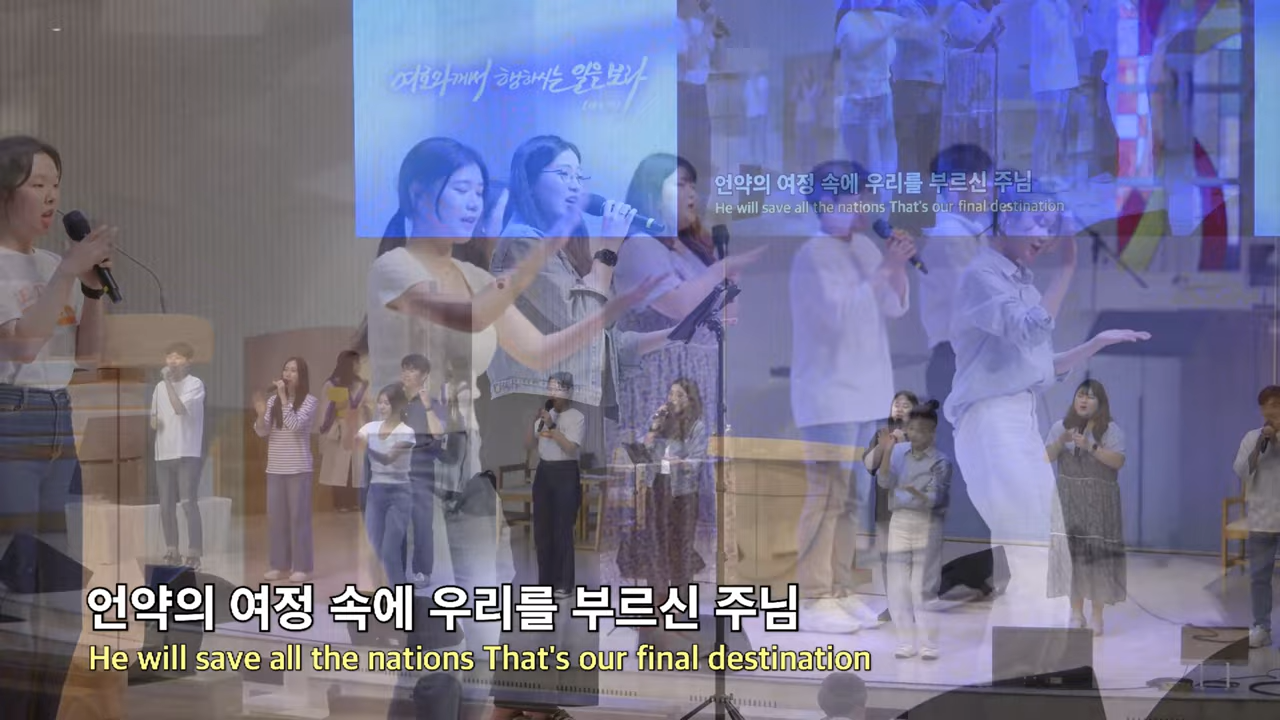 여호와께서 행하시는 일을 보라
언약의 여정 속에 우리를 부르신 주님
He will save all the nations That's our final destination
언약의 여정 속에 우리를 부르신 주님
He will save all the nations That's our final destination